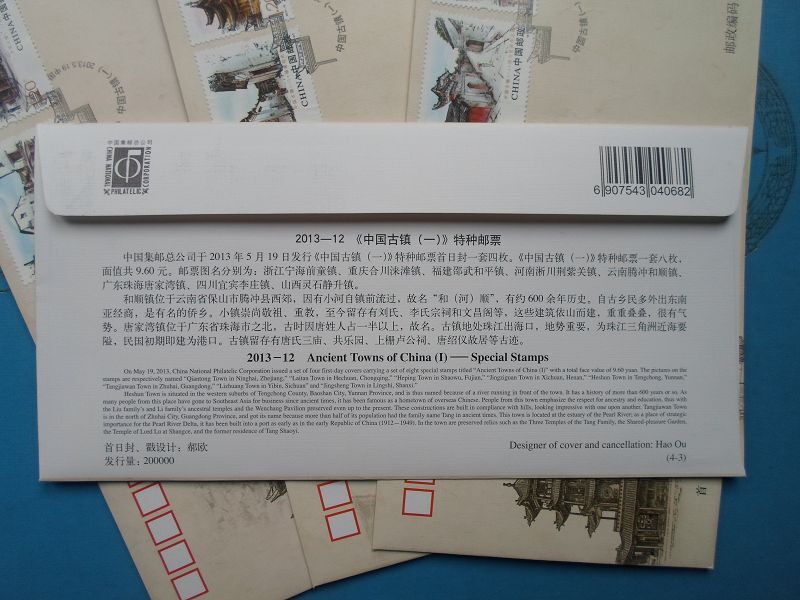 中国古镇(一)
中国邮政
CHINA
2013.5.19
中国古镇(一)
中国古镇(一)
CHINA 中国邮政
邮政编码
中国集邮总公司
CHINA NATIONAL
PHILATELIC
CORPORATION
6 907543 040682
2013—12 《中国古镇(一)》特种邮票
中国集邮总公司于 2013 年 5 月 19 日发行《中国古镇(一)》特种邮票首日封一套四枚。《中国古镇(一)》特种邮票一套八枚,
面值共 9.60 元。邮票图名分别为:浙江宁海前童镇、重庆合川涞滩镇、福建邵武和平镇、河南淅川荆紫关镇、云南腾冲和顺镇、
广东珠海唐家湾镇、四川宜宾李庄镇、山西灵石静升镇。
和顺镇位于云南省保山市腾冲县西郊,因有小河自镇前流过,故名“和(河)顺”,有约 600 余年历史。自古乡民多外出东南
亚经商,是有名的侨乡。小镇崇尚敬祖、重教,至今留存有刘氏、李氏宗祠和文昌阁等,这些建筑依山而建,重重叠叠,很有气
势。唐家湾镇位于广东省珠海市之北,古时因唐姓人占一半以上,故名。古镇地处珠江出海口,地势重要,为珠江三角洲近海要
隘,民国初期即建为港口。古镇留存有唐氏三庙、共乐园、上栅卢公祠、唐绍仪故居等古迹。
2013－12 Ancient Towns of China (I) — Special Stamps
On May 19, 2013, China National Philatelic Corporation issued a set of four first-day covers carrying a set of eight special stamps titled "Ancient Towns of China (I)" with a total face value of 9.60 yuan. The pictures on the
stamps are respectively named "Qiantong Town in Ninghai, Zhejiang," "Laitan Town in Hechuan, Chongqing," "Heping Town in Shaowu, Fujian," "Jingziguan Town in Xichuan, Henan," "Heshun Town in Tengchong, Yunnan,"
"Tangjiawan Town in Zhuhai, Guangdong," "Lizhuang Town in Yibin, Sichuan" and "Jingsheng Town in Lingshi, Shanxi."
Heshun Town is situated in the western suburbs of Tengchong County, Baoshan City, Yunnan Province, and is thus named because of a river running in front of the town. It has a history of more than 600 years or so. As
many people from this place have gone to Southeast Asia for business since ancient times, it has been famous as a hometown of overseas Chinese. People from this town emphasize the respect for ancestry and education, thus with
the Liu family's and Li family's ancestral temples and the Wenchang Pavilion preserved even up to the present. These constructions are built in compliance with hills, looking impressive with one upon another. Tangjiawan Town
is in the north of Zhuhai City, Guangdong Province, and got its name because more than half of its population had the family name Tang in ancient times. This town is located at the estuary of the Pearl River; as a place of strategic
importance for the Pearl River Delta, it has been built into a port as early as in the early Republic of China (1912—1949). In the town are preserved relics such as the Three Temples of the Tang Family, the Shared-pleasure Garden,
the Temple of Lord Lu at Shangce, and the former residence of Tang Shaoyi.
首日封、戳设计:郝欧
发行量:200000
Designer of cover and cancellation: Hao Ou
(4-3)
首